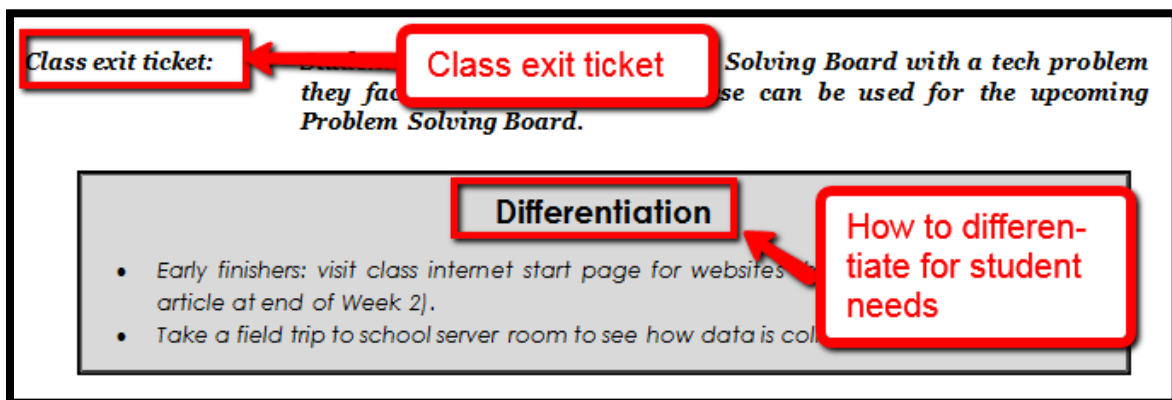 Class exit ticket:
Class exit ticket
Solving Board with a tech problem
they se can be used for the upcoming
Problem Solving Board.
Differentiation
How to differen-
tiate for student
needs
• Early finishers: visit class internet start page for websites
article at end of Week 2).
• Take a field trip to school server room to see how data is